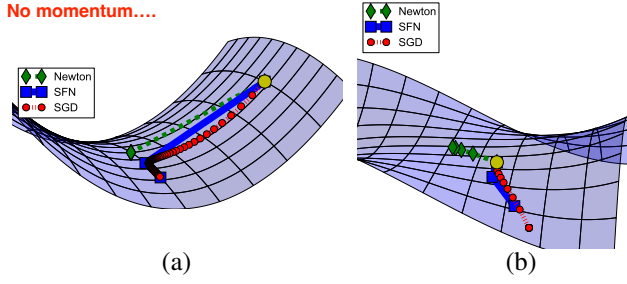 No momentum....
Newton
SFN
SGD
(a)
Newton
SFN
SGD
(b)